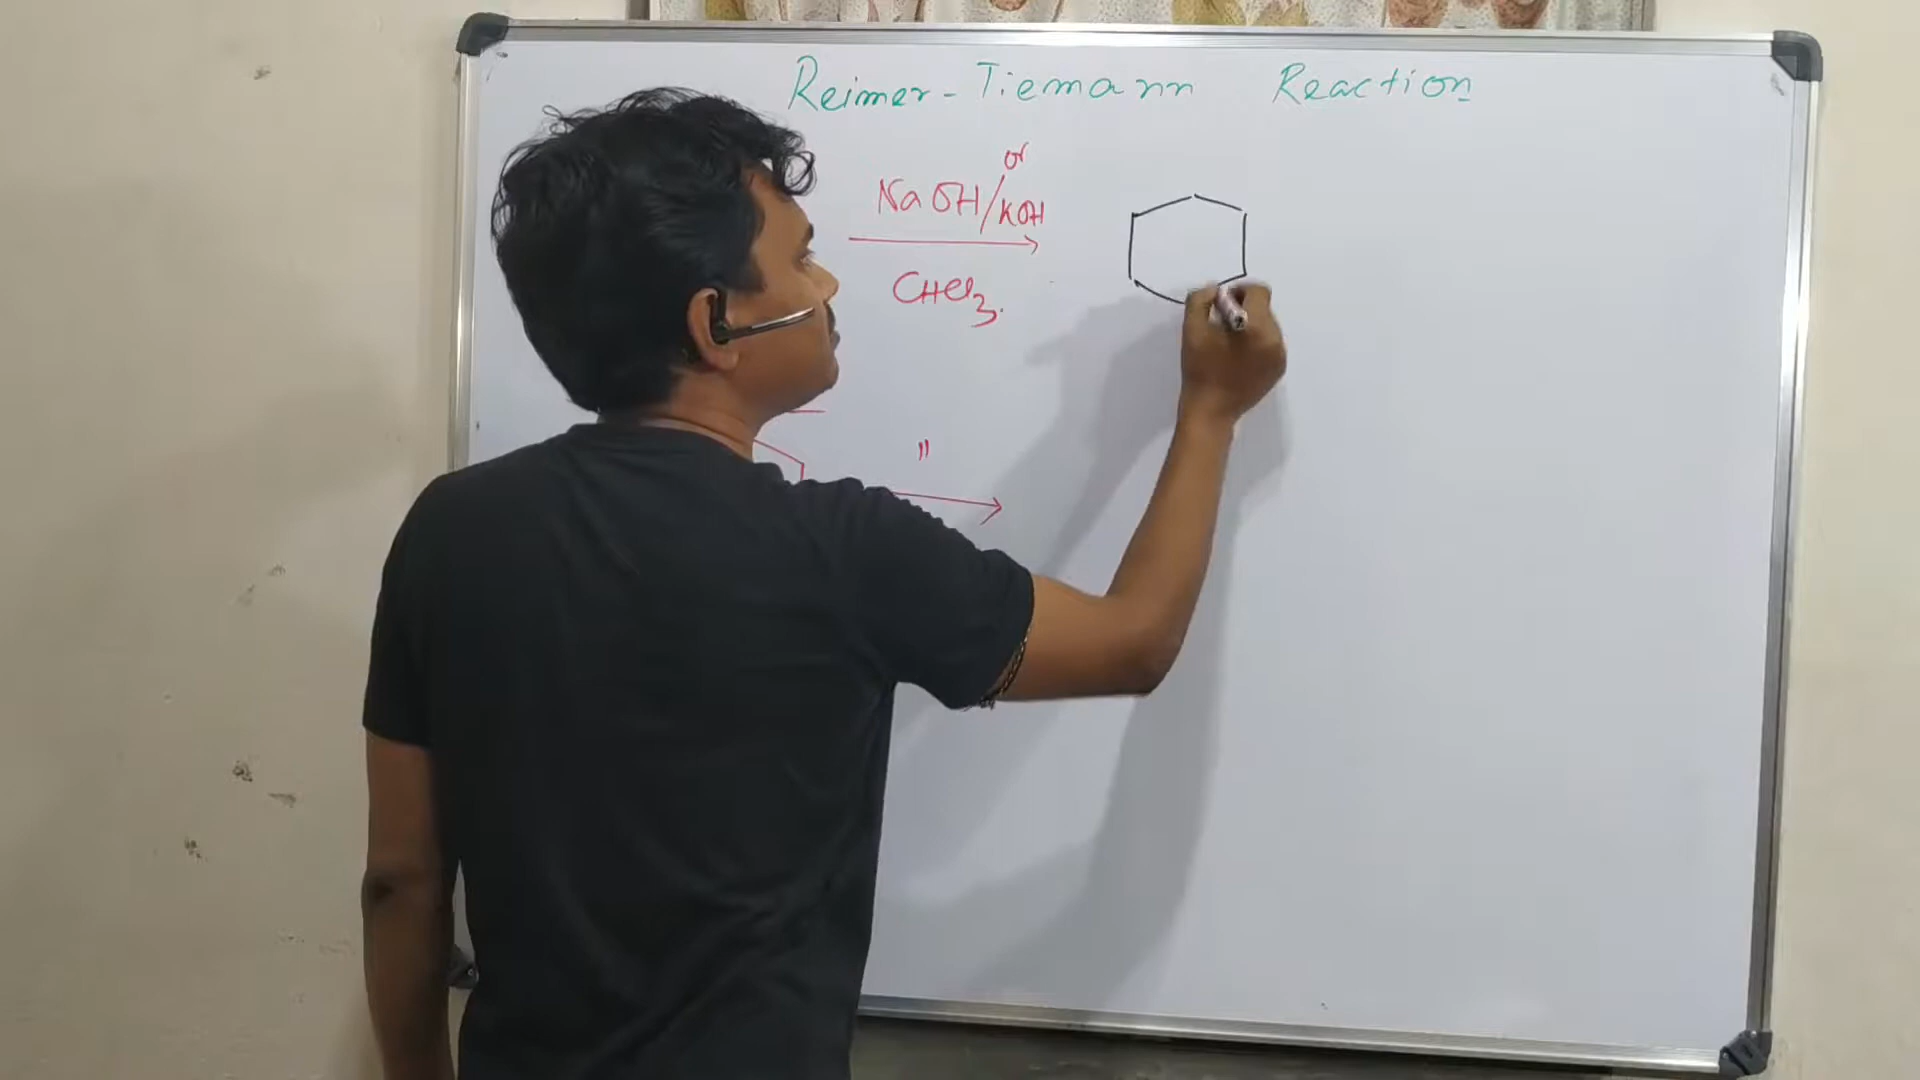 Reimer-Tiemann Reaction
or
NaOH/KOH
CHCl3.
"